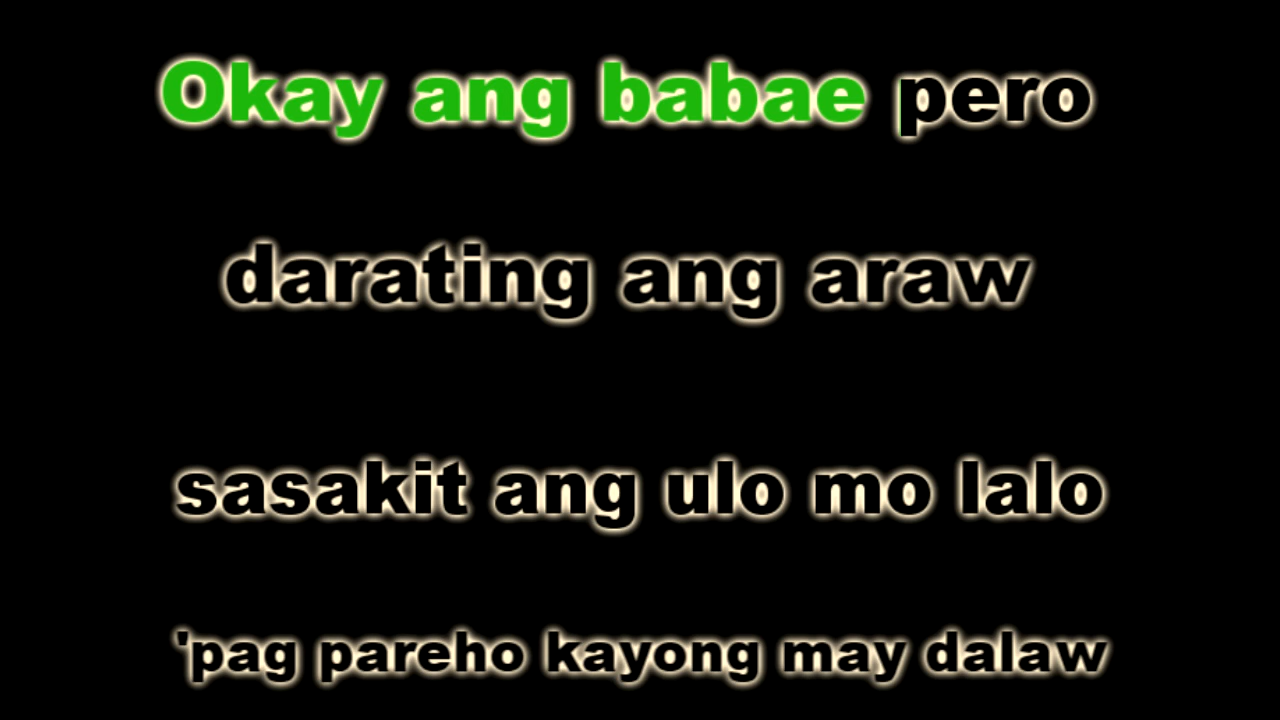 Okay ang babae pero
darating ang araw
sasakit ang ulo mo lalo
'pag pareho kayong may dalaw